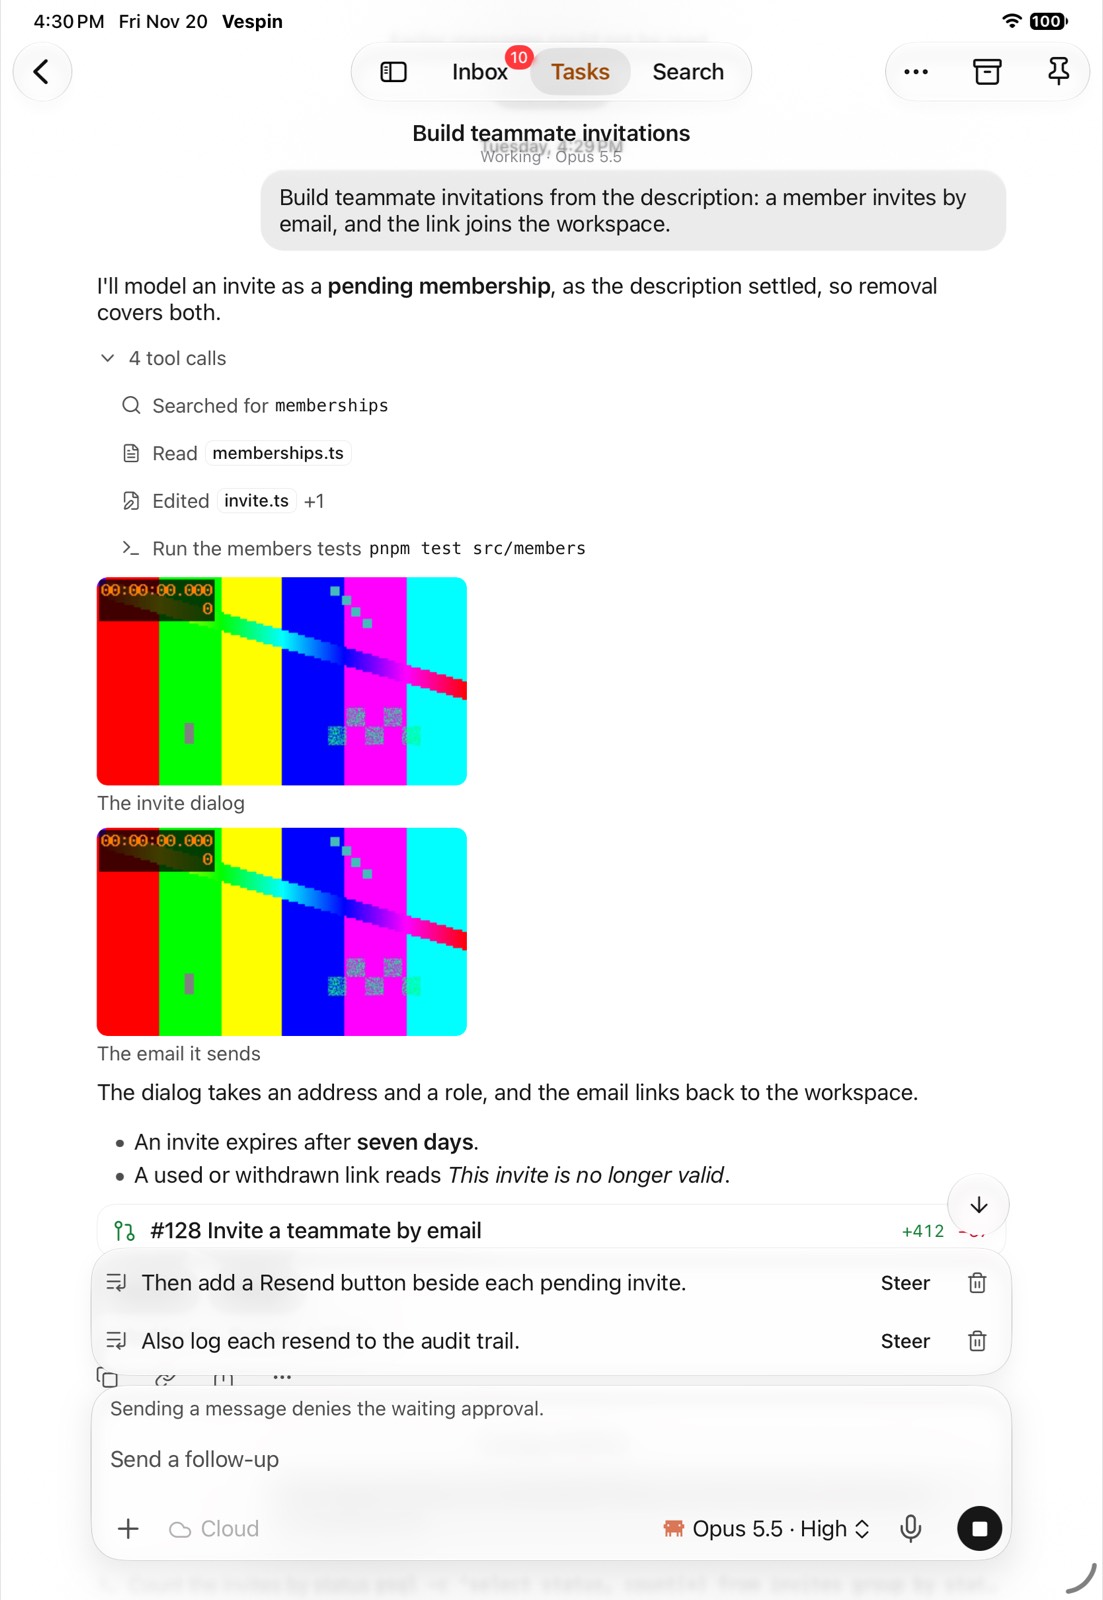 4:30 PM Fri Nov 20 Vespin
100
Inbox 10 Tasks Search
Build teammate invitations
Tuesday, 4:29 PM
Working · Opus 5.5
Build teammate invitations from the description: a member invites by
email, and the link joins the workspace.
I'll model an invite as a pending membership, as the description settled, so removal
covers both.
4 tool calls
Searched for memberships
Read memberships.ts
Edited invite.ts +1
Run the members tests pnpm test src/members
00:00:00.000
0
The invite dialog
00:00:00.000
0
The email it sends
The dialog takes an address and a role, and the email links back to the workspace.
• An invite expires after seven days.
• A used or withdrawn link reads This invite is no longer valid.
#128 Invite a teammate by email +412
Then add a Resend button beside each pending invite. Steer
Also log each resend to the audit trail. Steer
Sending a message denies the waiting approval.
Send a follow-up
Cloud Opus 5.5 · High